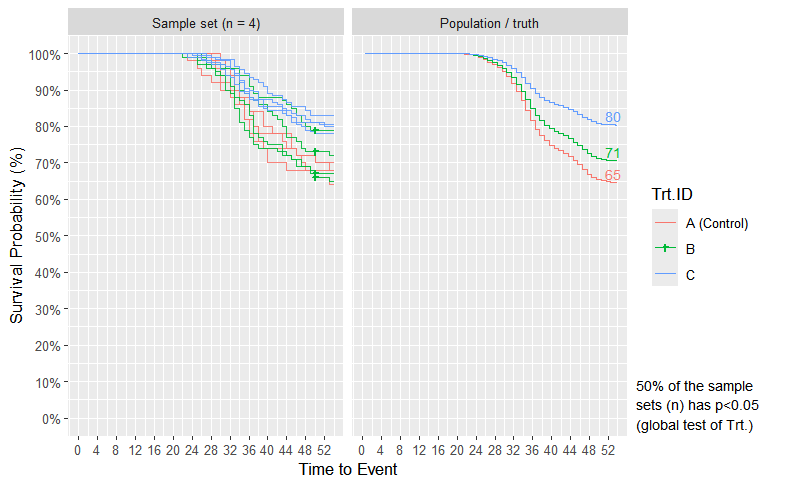 Sample set (n = 4)
Population / truth
Survival Probability (%)
100%
90%
80%
70%
60%
50%
40%
30%
20%
10%
0%
80
71
65
0 4 8 12 16 20 24 28 32 36 40 44 48 52
0 4 8 12 16 20 24 28 32 36 40 44 48 52
Time to Event
Trt.ID
A (Control)
B
C
50% of the sample
sets (n) has p<0.05
(global test of Trt.)